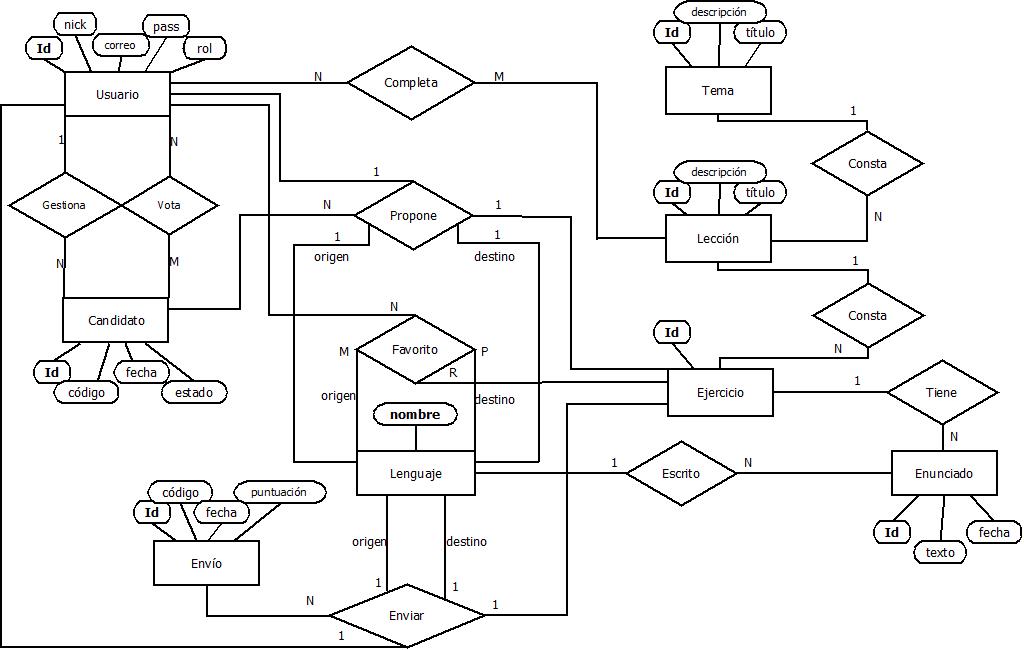 descripción
nick
pass
Id
título
Id
correo
rol
N
Completa
M
Usuario
Tema
1
1
N
Consta
descripción
1
Id
título
Gestiona
Vota
N
Propone
1
N
1
1
Lección
origen
destino
N
M
1
N
Candidato
Consta
Id
M
Favorito
P
N
Id
fecha
R
1
código
estado
origen
destino
Ejercicio
Tiene
nombre
N
1
N
Lenguaje
Escrito
Enunciado
código
puntuación
Id
fecha
Id
fecha
origen
destino
texto
Envío
1
1
N
1
Enviar
1